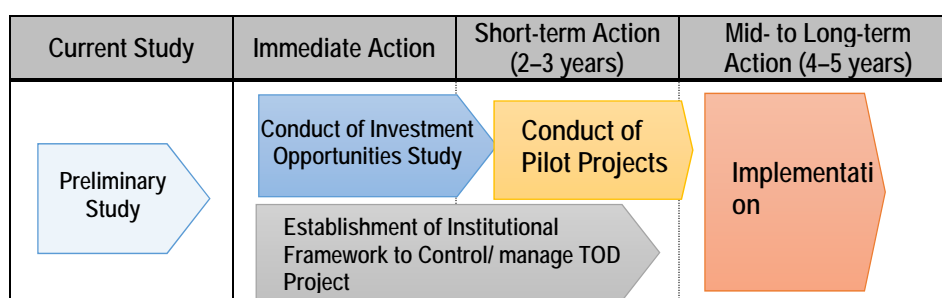 Current Study
Immediate Action
Short-term Action
(2–3 years)
Mid- to Long-term
Action (4–5 years)
Preliminary
Study
Conduct of Investment
Opportunities Study
Conduct of
Pilot Projects
Implementati
on
Establishment of Institutional
Framework to Control/ manage TOD
Project